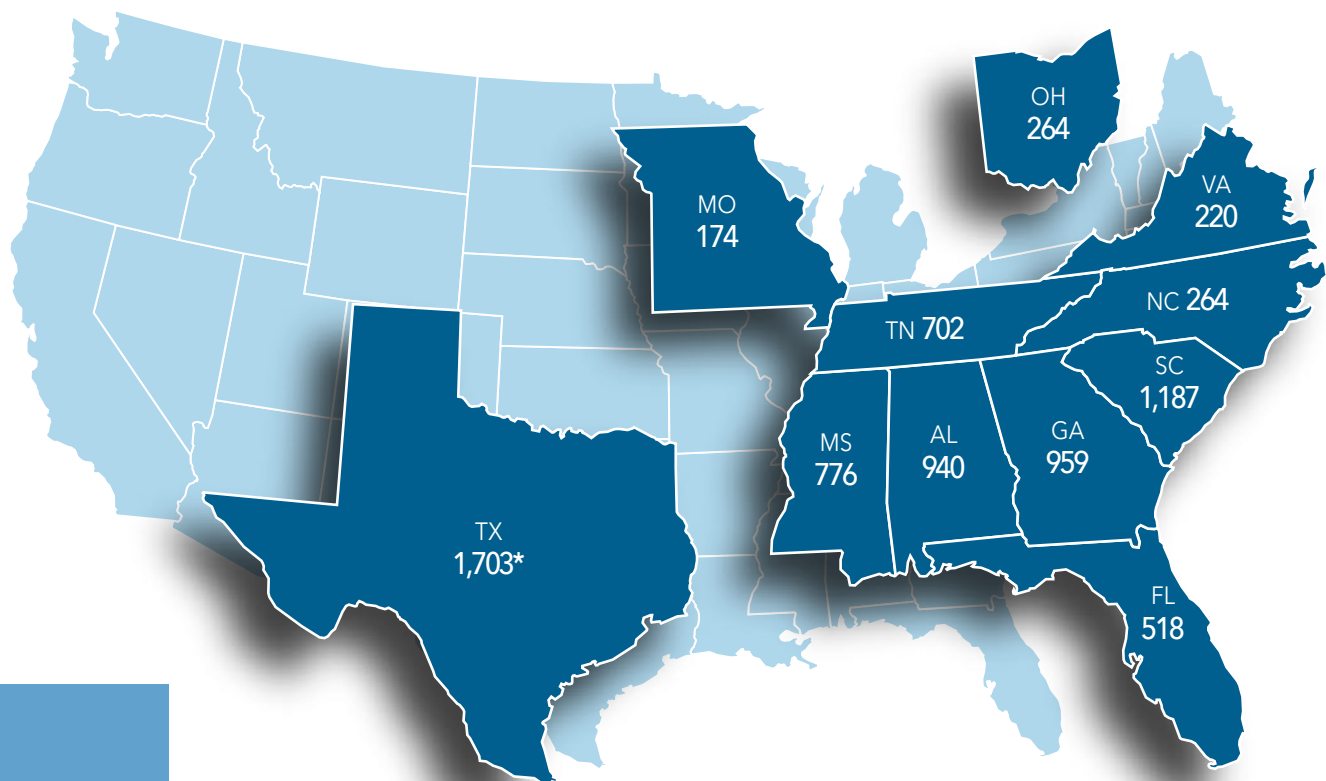 OH
264
VA
220
MO
174
NC 264
TN 702
SC
1,187
MS
776
AL
940
GA
959
TX
1,703*
FL
518